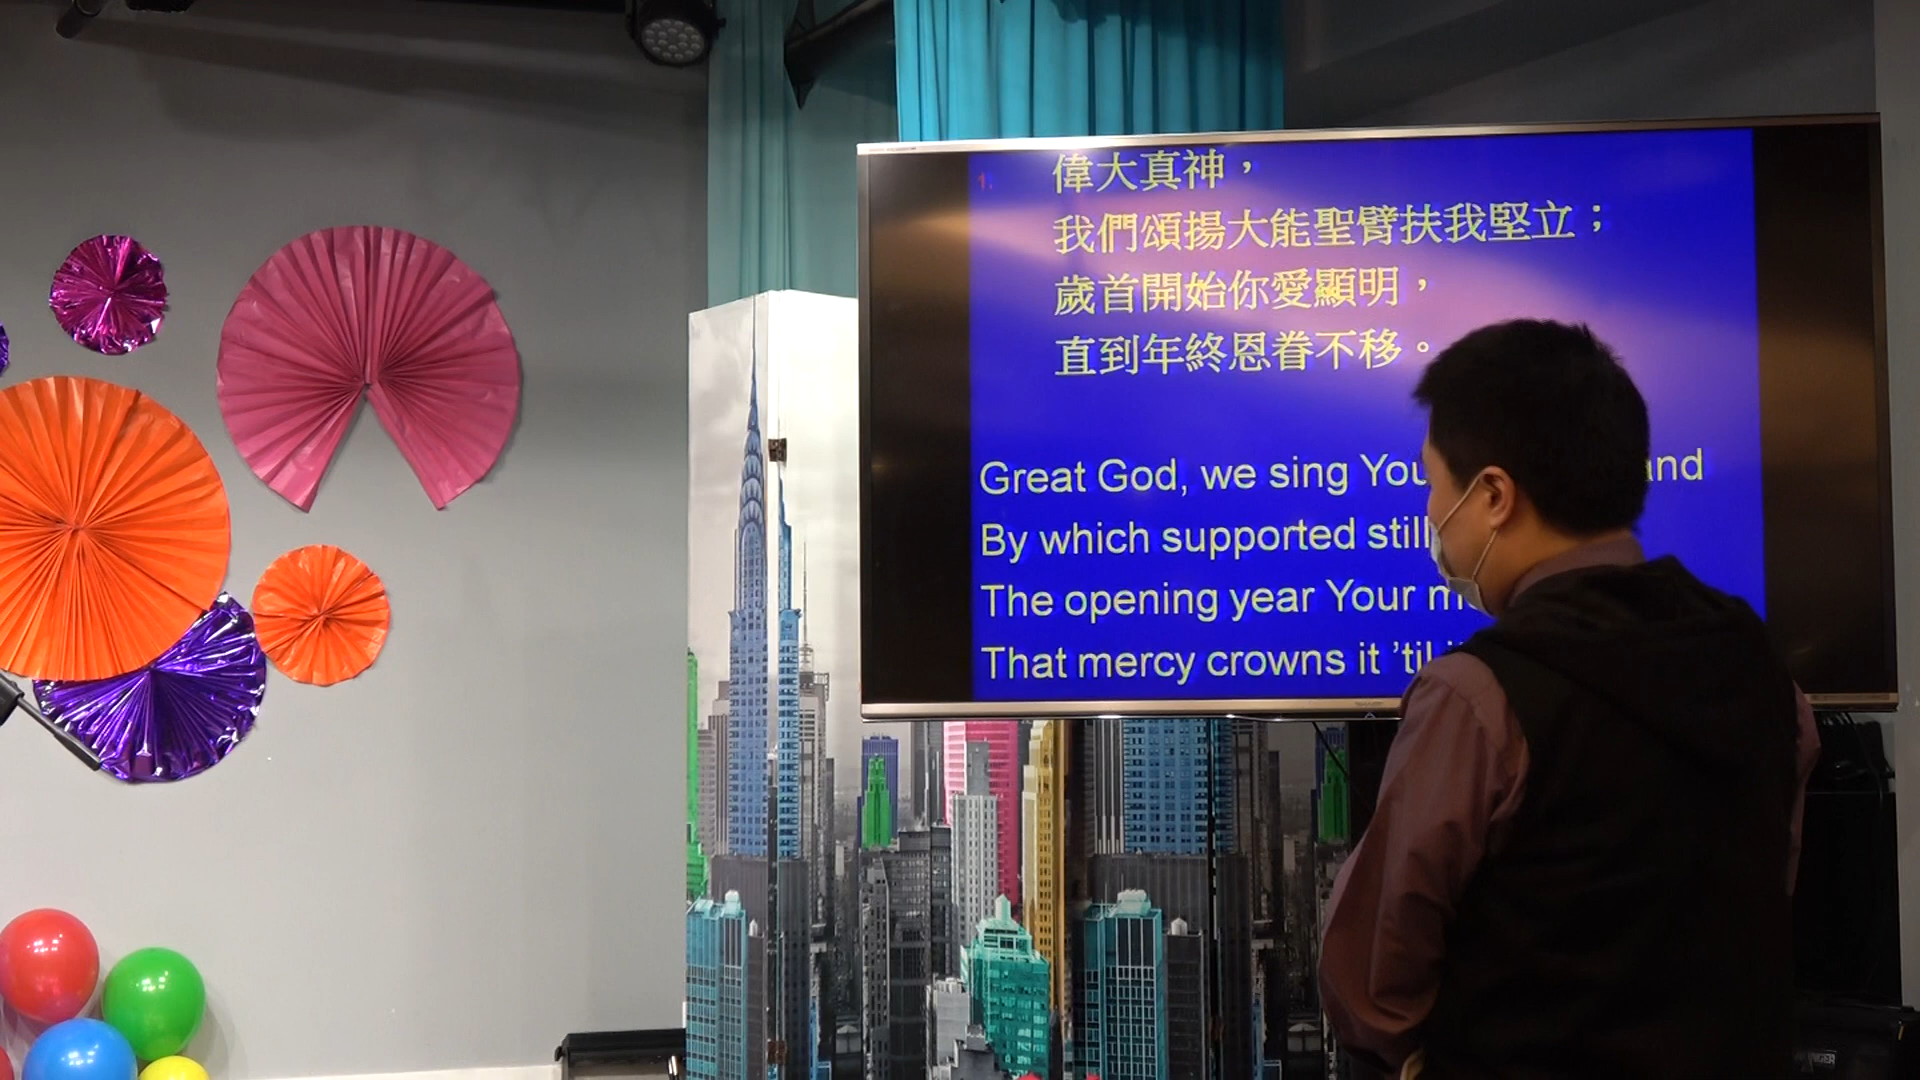 1. 偉大真神，
我們頌揚大能聖臂扶我堅立；
歲首開始你愛顯明，
直到年終恩眷不移。
Great God, we sing You and
By which supported still
The opening year Your
That mercy crowns it ’til